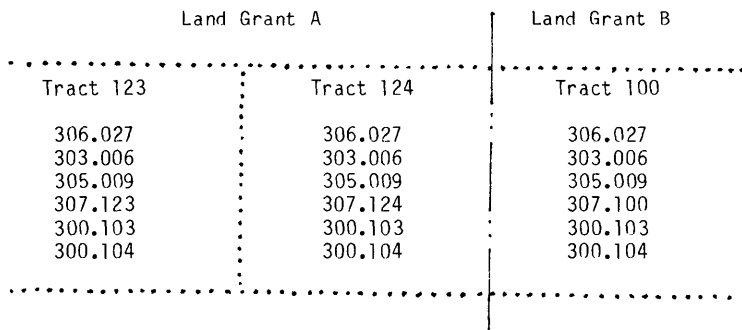 Land Grant A Land Grant B
Tract 123 Tract 124 Tract 100
306.027 306.027 306.027
303.006 303.006 303.006
305.009 305.009 305.009
307.123 307.124 307.100
300.103 300.103 300.103
300.104 300.104 300.104